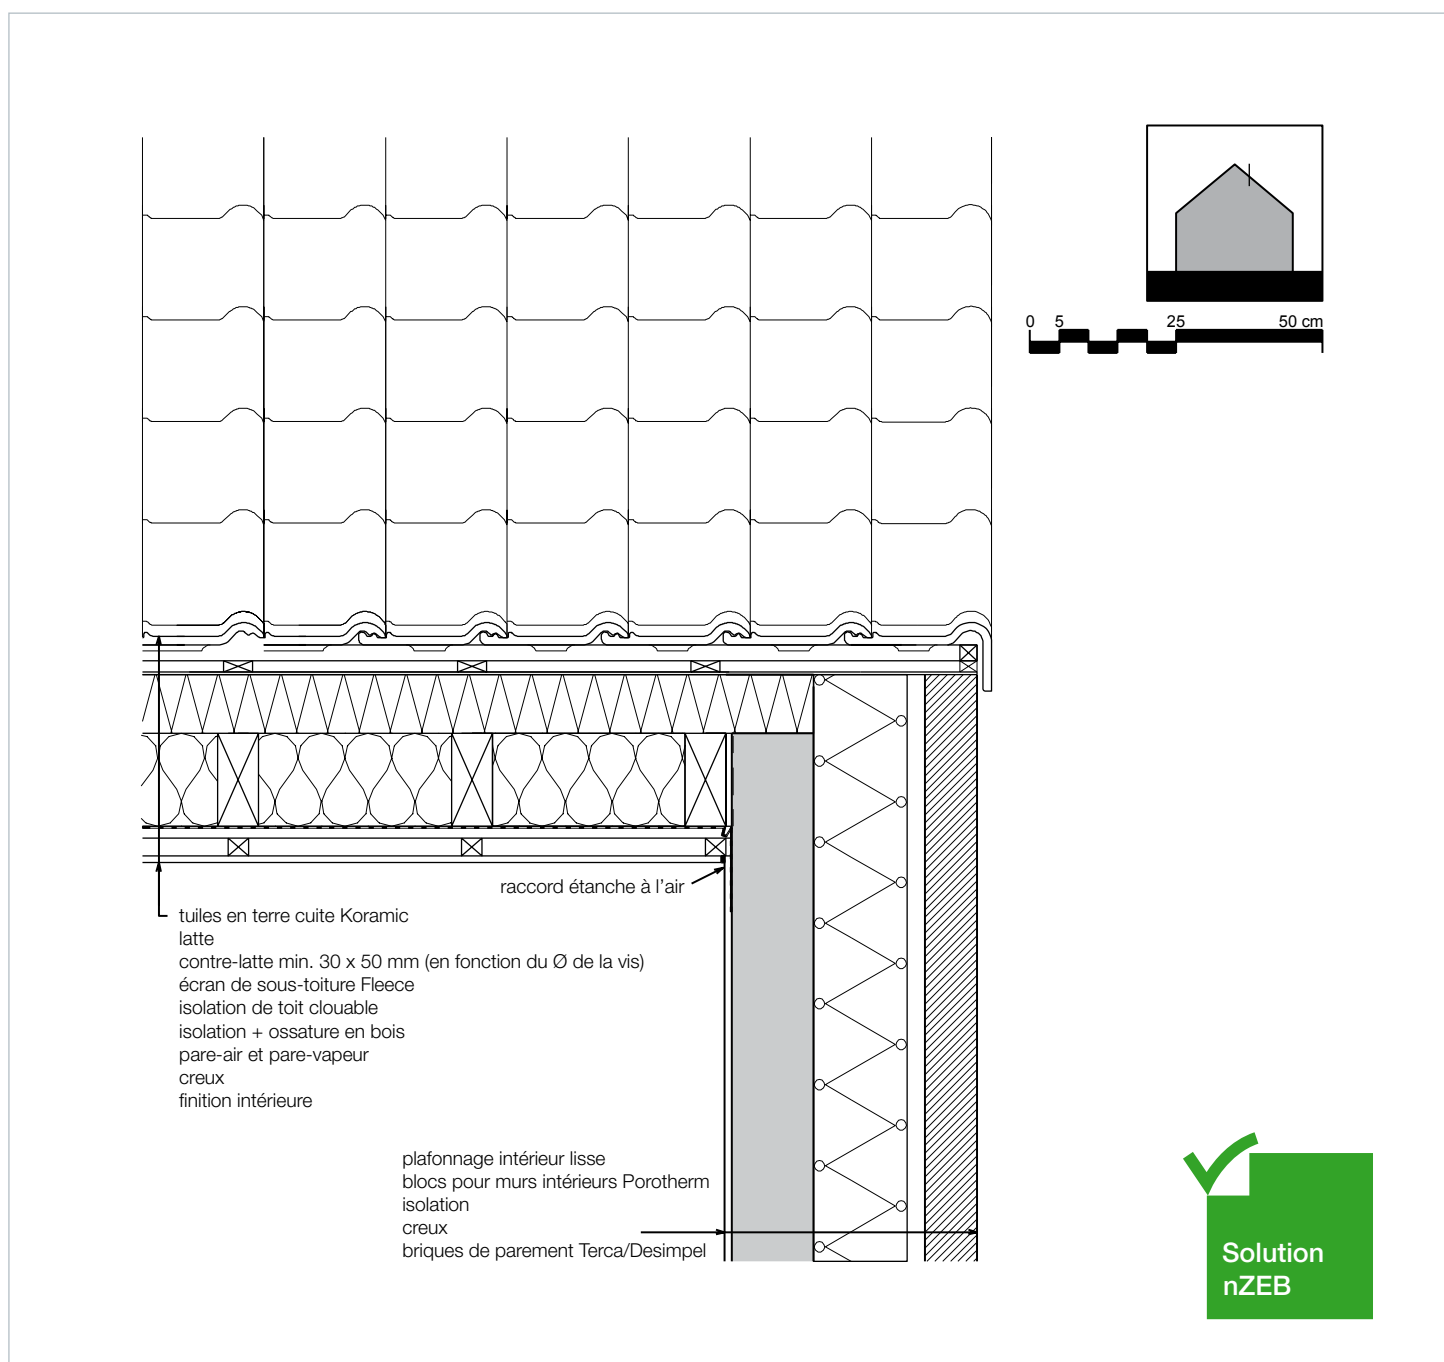 0 5 25 50 cm
raccord étanche à l'air
tuiles en terre cuite Koramic
latte
contre-latte min. 30 x 50 mm (en fonction du Ø de la vis)
écran de sous-toiture Fleece
isolation de toit clouable
isolation + ossature en bois
pare-air et pare-vapeur
creux
finition intérieure
plafonnage intérieur lisse
blocs pour murs intérieurs Porotherm
isolation
creux
briques de parement Terca/Desimpel
Solution
nZEB